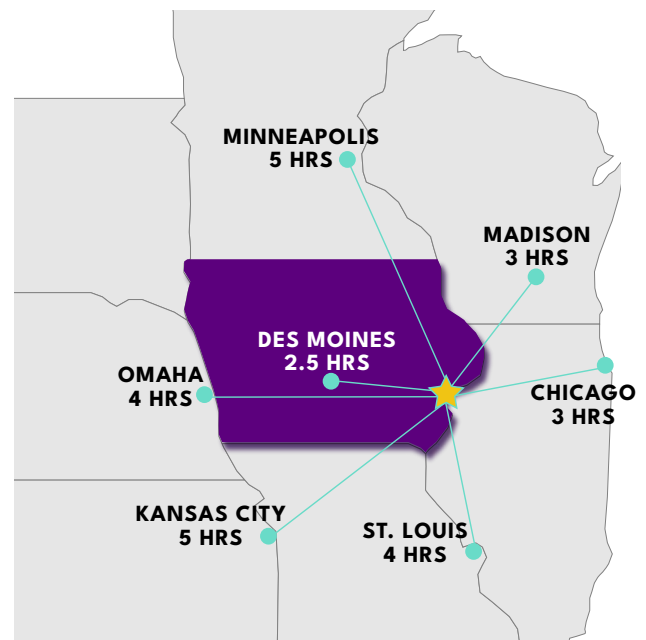 MINNEAPOLIS
5 HRS
MADISON
3 HRS
DES MOINES
2.5 HRS
OMAHA
4 HRS
CHICAGO
3 HRS
KANSAS CITY
5 HRS
ST. LOUIS
4 HRS